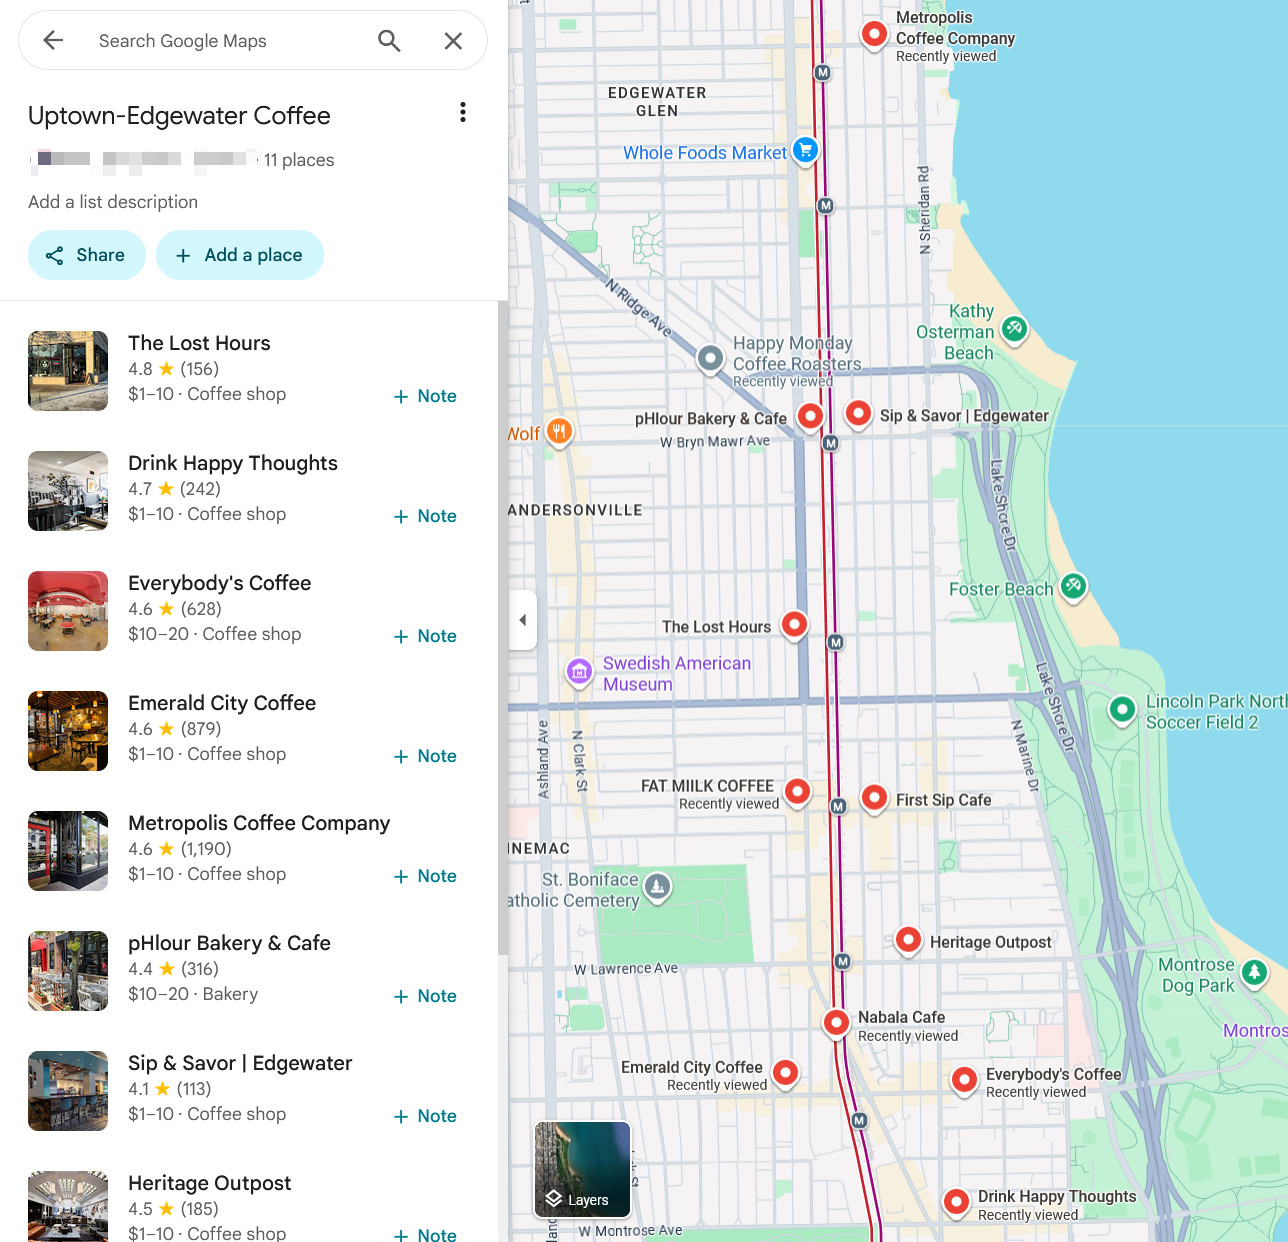 Search Google Maps
Uptown-Edgewater Coffee
· 11 places
Add a list description
Share
Add a place
The Lost Hours
4.8 ★ (156)
$1–10 · Coffee shop
Note
Drink Happy Thoughts
4.7 ★ (242)
$1–10 · Coffee shop
Note
Everybody's Coffee
4.6 ★ (628)
$10–20 · Coffee shop
Note
Emerald City Coffee
4.6 ★ (879)
$1–10 · Coffee shop
Note
Metropolis Coffee Company
4.6 ★ (1,190)
$1–10 · Coffee shop
Note
pHlour Bakery & Cafe
4.4 ★ (316)
$10–20 · Bakery
Note
Sip & Savor | Edgewater
4.1 ★ (113)
$1–10 · Coffee shop
Note
Heritage Outpost
4.5 ★ (185)
$1–10 · Coffee shop
Note
Metropolis
Coffee Company
Recently viewed
M
EDGEWATER
GLEN
Whole Foods Market
M
N Sheridan Rd
N Ridge Ave
Kathy
Osterman
Beach
Happy Monday
Coffee Roasters
Recently viewed
pHlour Bakery & Cafe
Sip & Savor | Edgewater
Wolf
W Bryn Mawr Ave
M
Lake Shore Dr
ANDERSONVILLE
Foster Beach
The Lost Hours
M
Swedish American
Museum
Lake Shore Dr
Lincoln Park Nort
Soccer Field 2
Ashland Ave
N Clark St
N Marine Dr
FAT MIILK COFFEE
Recently viewed
M
First Sip Cafe
INEMAC
St. Boniface
atholic Cemetery
Heritage Outpost
W Lawrence Ave
M
Montrose
Dog Park
Nabala Cafe
Recently viewed
Montros
Emerald City Coffee
Recently viewed
Everybody's Coffee
Recently viewed
M
Layers
Drink Happy Thoughts
Recently viewed
W Montrose Ave